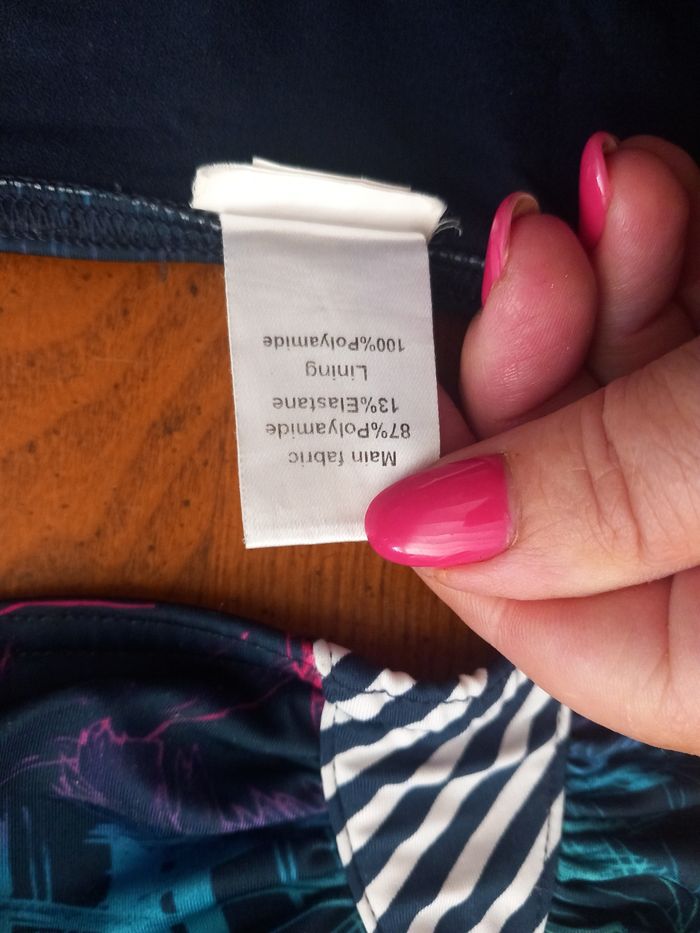 Main fabric
87%Polyamide
13%Elastane
Lining
100%Polyamide